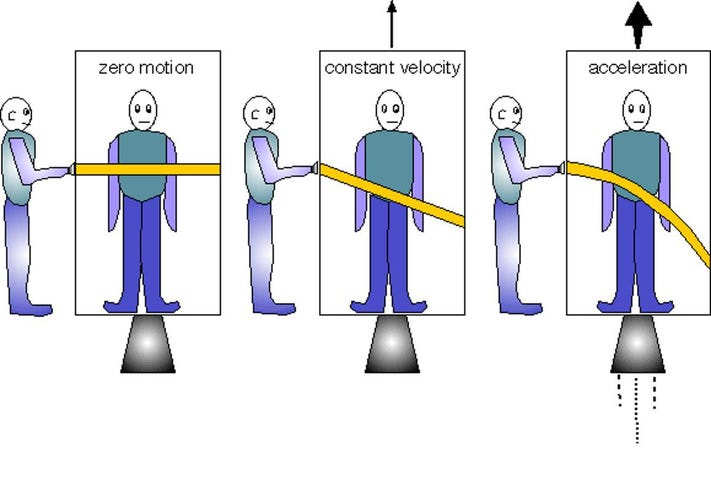 zero motion
constant velocity
acceleration